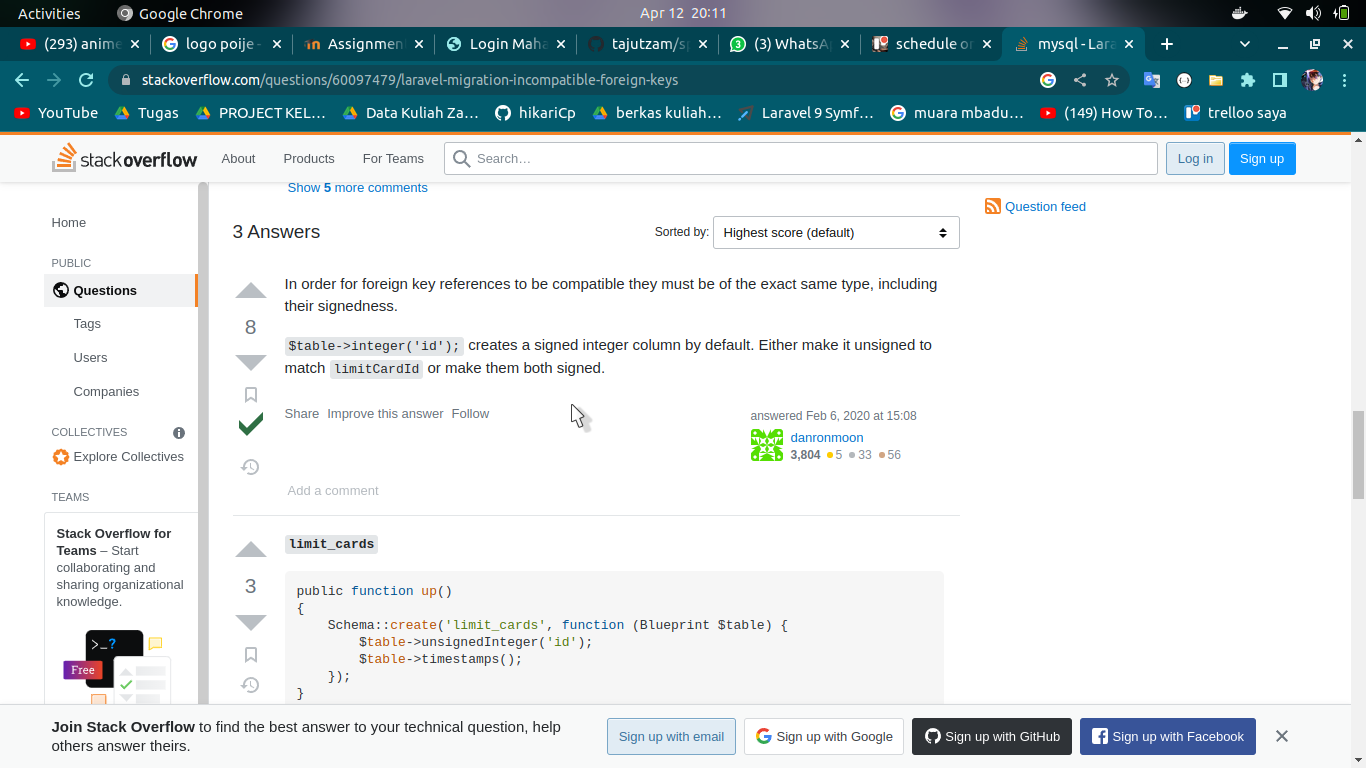 Activities
Google Chrome
Apr 12 20:11
(293) anime
logo poije -
Assignmen
Login Maha
tajutzam/sp
(3) WhatsA
schedule or
mysql - Lara
stackoverflow.com/questions/60097479/laravel-migration-incompatible-foreign-keys
YouTube
Tugas
PROJECT KEL…
Data Kuliah Za…
hikariCp
berkas kuliah…
Laravel 9 Symf…
muara mbadu…
(149) How To…
trelloo saya
stack overflow
About
Products
For Teams
Search…
Log in
Sign up
Home
PUBLIC
Questions
Tags
Users
Companies
COLLECTIVES
Explore Collectives
TEAMS
Stack Overflow for
Teams – Start
collaborating and
sharing organizational
knowledge.
>_?
Free
Show 5 more comments
3 Answers
Sorted by:
Highest score (default)
Question feed
8
In order for foreign key references to be compatible they must be of the exact same type, including
their signedness.
$table->integer('id'); creates a signed integer column by default. Either make it unsigned to
match limitCardId or make them both signed.
Share Improve this answer Follow
answered Feb 6, 2020 at 15:08
danronmoon
3,804 5 33 56
Add a comment
3
limit_cards
public function up()
{
Schema::create('limit_cards', function (Blueprint $table) {
$table->unsignedInteger('id');
$table->timestamps();
});
}
Join Stack Overflow to find the best answer to your technical question, help
others answer theirs.
Sign up with email
Sign up with Google
Sign up with GitHub
Sign up with Facebook